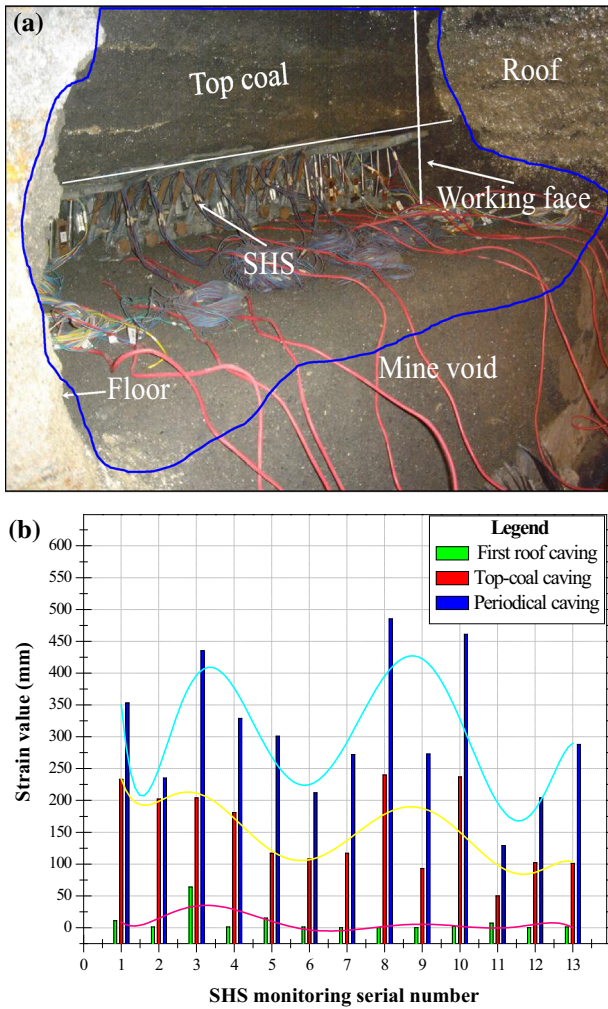 (a)
Top coal
Roof
Working face
SHS
Mine void
Floor
(b)
Legend
First roof caving
Top-coal caving
Periodical caving
Strain value (mm)
600
550
500
450
400
350
300
250
200
150
100
50
0
0 1 2 3 4 5 6 7 8 9 10 11 12 13
SHS monitoring serial number